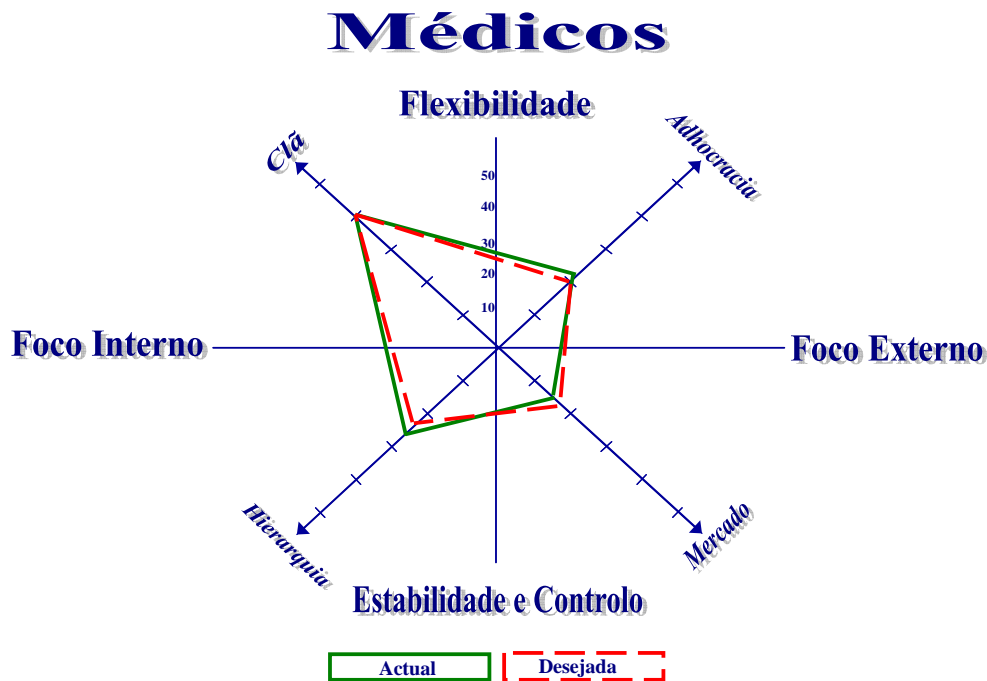 Médicos
Flexibilidade
Clã
Adhocracia
50
40
30
20
10
Foco Interno
Foco Externo
Hierarquia
Mercado
Estabilidade e Controlo
Actual
Desejada